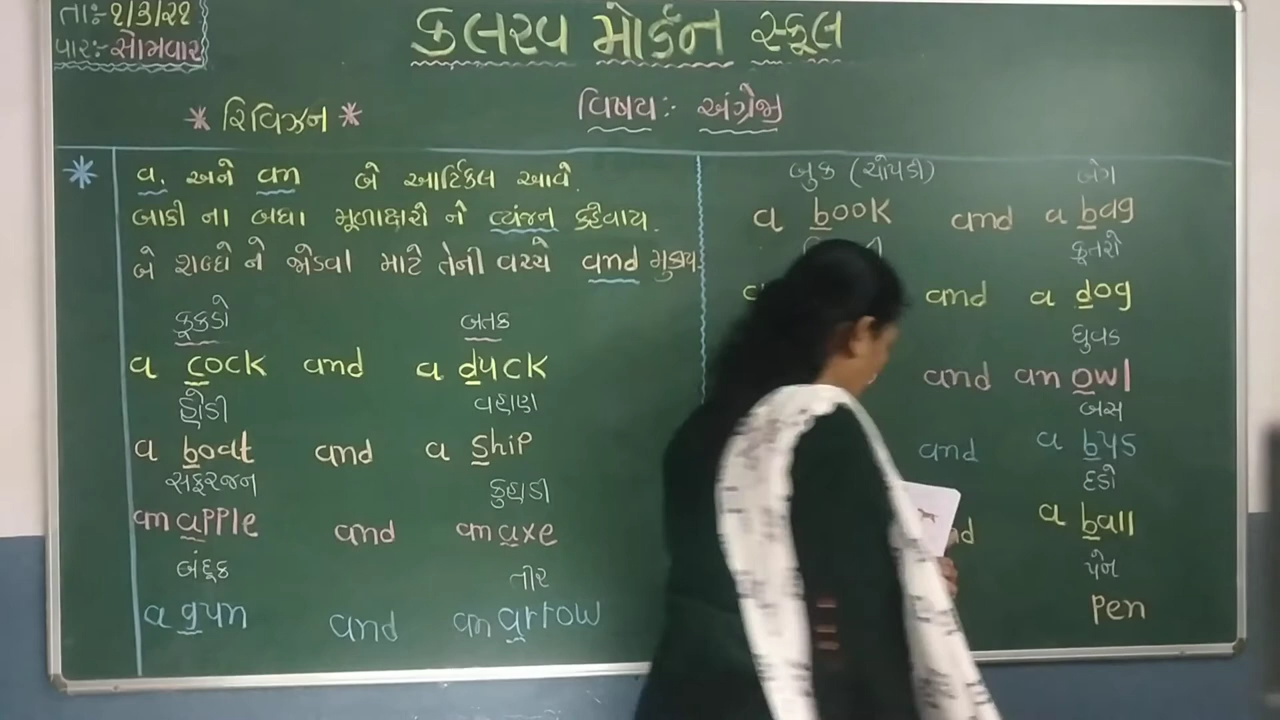 તા:- ૧/૩/૨૧
વાર:- સોમવાર
કલરવ મોર્ડન સ્કૂલ
* રિવિઝન *
વિષય:- અંગ્રેજી
* a. અને an બે આર્ટિકલ આવે.
બાકી ના બધા મૂળાક્ષરો ને વ્યંજન કહેવાય.
બે શબ્દો ને જોડવા માટે તેની વચ્ચે and મુકાય.
કૂકડો બતક
a cock and a duck
હોડી વહાણ
a boat and a ship
સફરજન કુહાડી
an apple and an axe
બંદૂક તીર
a gun and an arrow
બુક (ચોપડી) બેગ
a book and a bag
કૂતરો
and a dog
ઘુવડ
and an owl
બસ
and a bus
દડો
a ball
પેન
pen